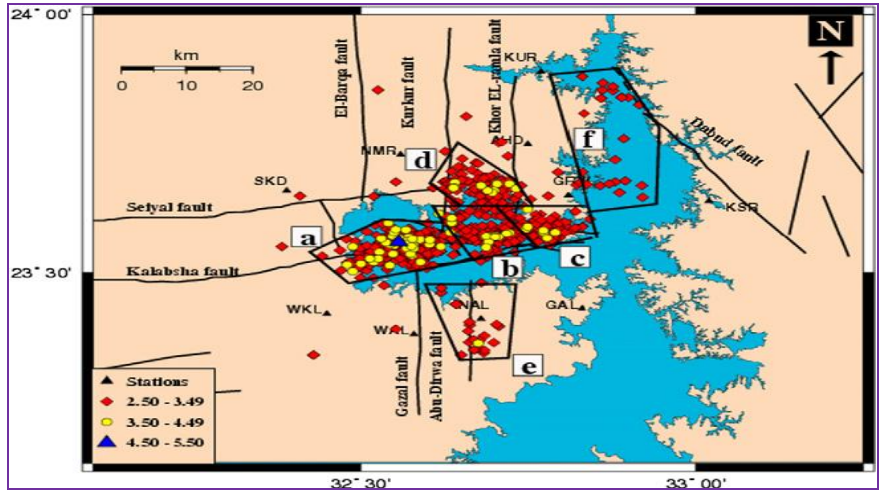 24° 00'
km
0 10 20
N
El-Barqa fault
Kurkur fault
Khor EL-ramla fault
KUR
Dabud fault
f
NMR
AHD
d
SKD
GRW
KSR
Seiyal fault
a
23° 30'
Kalabsha fault
b
c
WKL
NAL
GAL
WAL
Gazal fault
Abu-Dirwa fault
e
Stations
2.50 - 3.49
3.50 - 4.49
4.50 - 5.50
32° 30'
33° 00'